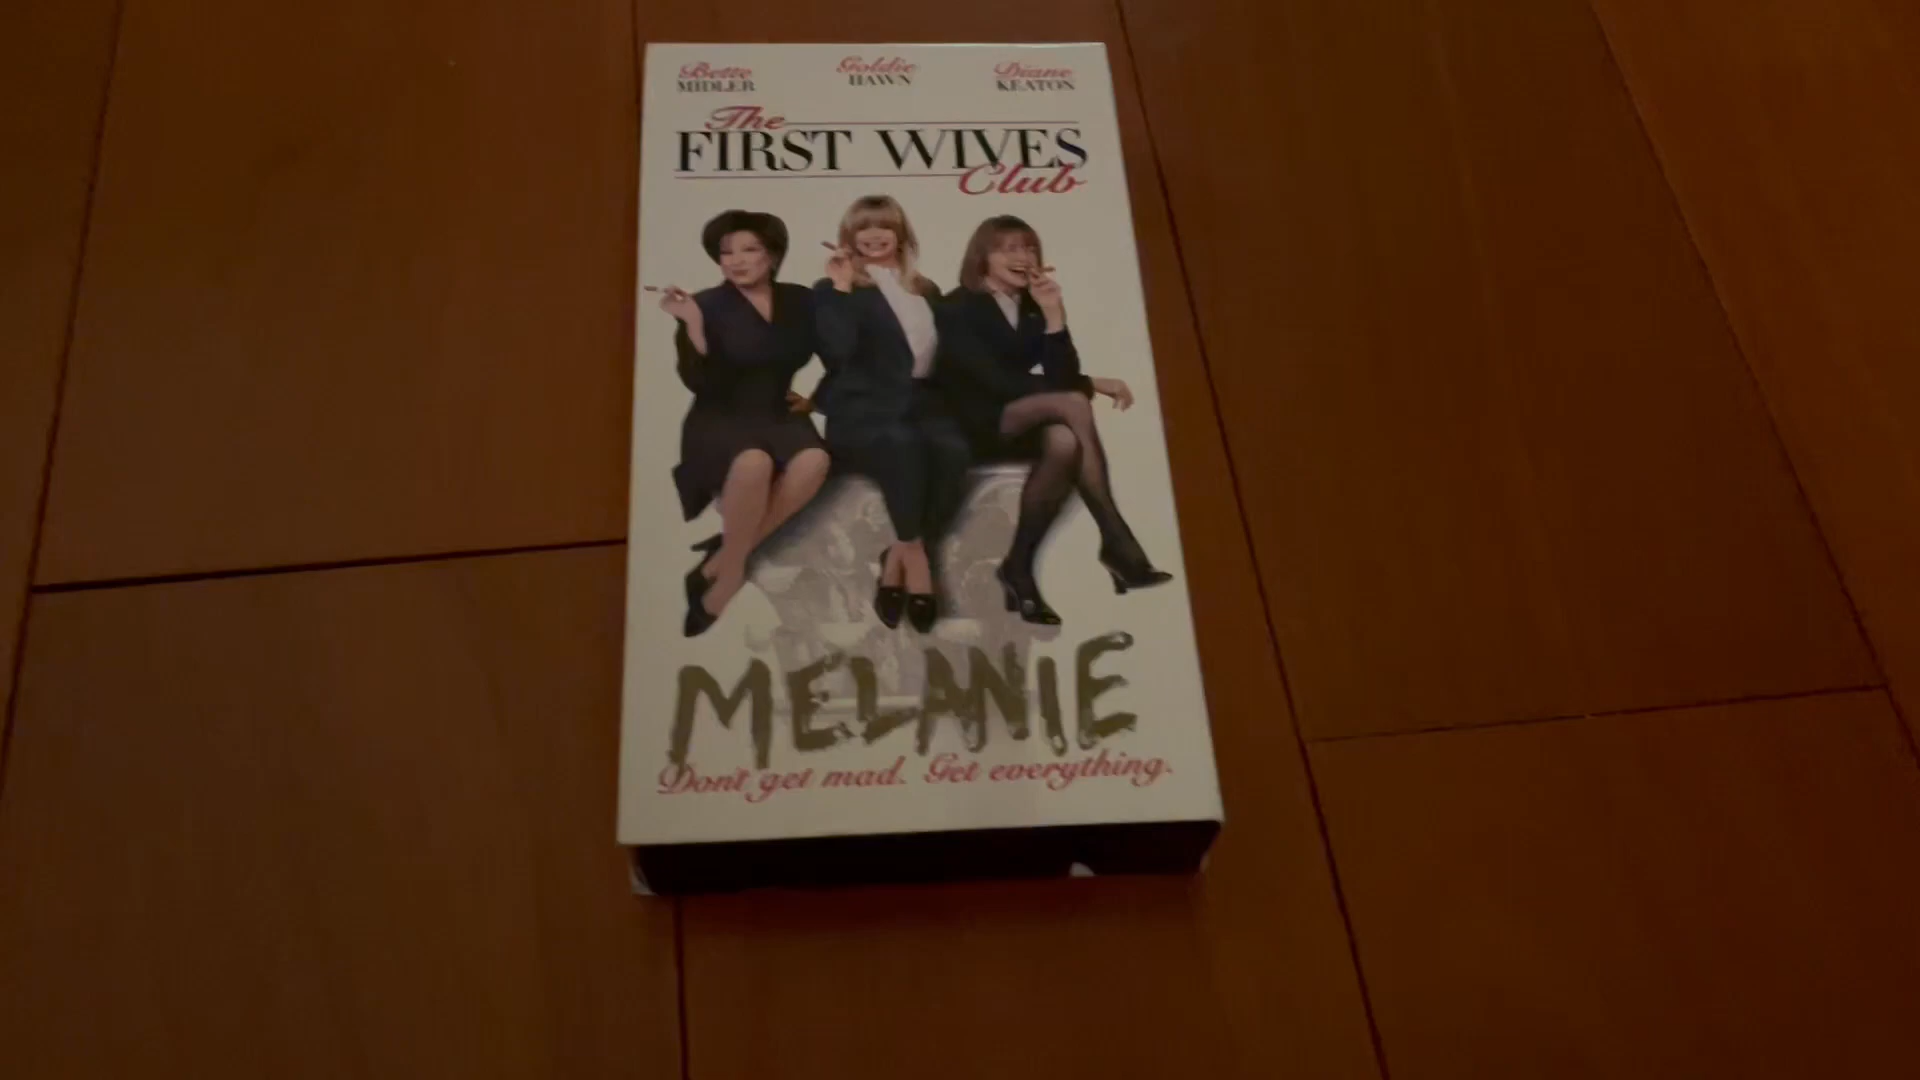 Bette MIDLER
Goldie HAWN
Diane KEATON
The
FIRST WIVES
Club
MELANIE
Don't get mad. Get everything.